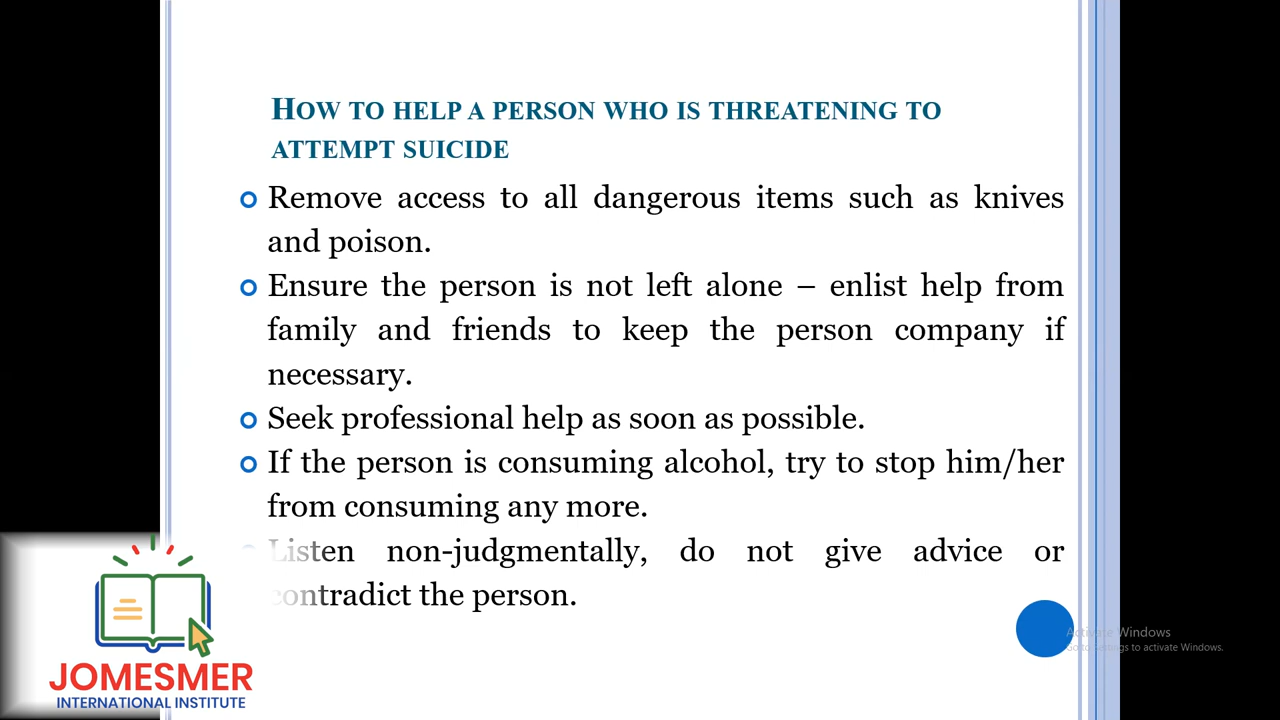 HOW TO HELP A PERSON WHO IS THREATENING TO
ATTEMPT SUICIDE
Remove access to all dangerous items such as knives
and poison.
Ensure the person is not left alone – enlist help from
family and friends to keep the person company if
necessary.
Seek professional help as soon as possible.
If the person is consuming alcohol, try to stop him/her
from consuming any more.
Listen non-judgmentally, do not give advice or
contradict the person.
Activate Windows
Go to Settings to activate Windows.
JOMESMER
INTERNATIONAL INSTITUTE